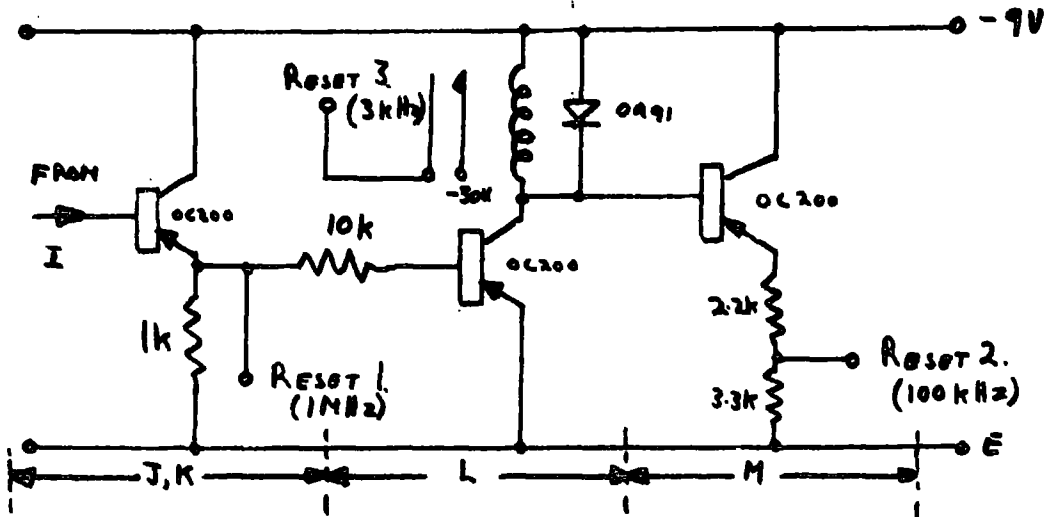 -9V
RESET 3.
(3kHz)
OA91
FROM
I
OC200
-30V
10k
OC200
OC200
2.2k
1k
RESET 1.
(1MHz)
RESET 2.
(100kHz)
3.3k
E
J,K
L
M